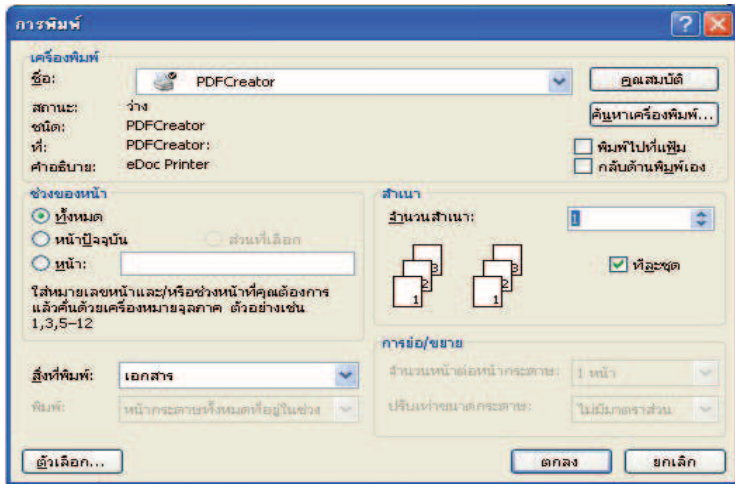 การพิมพ์
เครื่องพิมพ์
ชื่อ: PDFCreator คุณสมบัติ
สถานะ: ว่าง
ค้นหาเครื่องพิมพ์...
ชนิด: PDFCreator
ที่: PDFCreator:
พิมพ์ไปที่แฟ้ม
คำอธิบาย: eDoc Printer
กลับด้านพิมพ์เอง
ช่วงของหน้า
ทั้งหมด
หน้าปัจจุบัน ส่วนที่เลือก
หน้า:
ใส่หมายเลขหน้าและ/หรือช่วงหน้าที่คุณต้องการ
แล้วคั่นด้วยเครื่องหมายจุลภาค ตัวอย่างเช่น
1,3,5–12
สำเนา
จำนวนสำเนา: 1
3 3
2 2
1 1
ทีละชุด
สิ่งที่พิมพ์: เอกสาร
พิมพ์: หน้ากระดาษทั้งหมดที่อยู่ในช่วง
การย่อ/ขยาย
จำนวนหน้าต่อหน้ากระดาษ: 1 หน้า
ปรับเท่าขนาดกระดาษ: ไม่มีมาตราส่วน
ตัวเลือก... ตกลง ยกเลิก